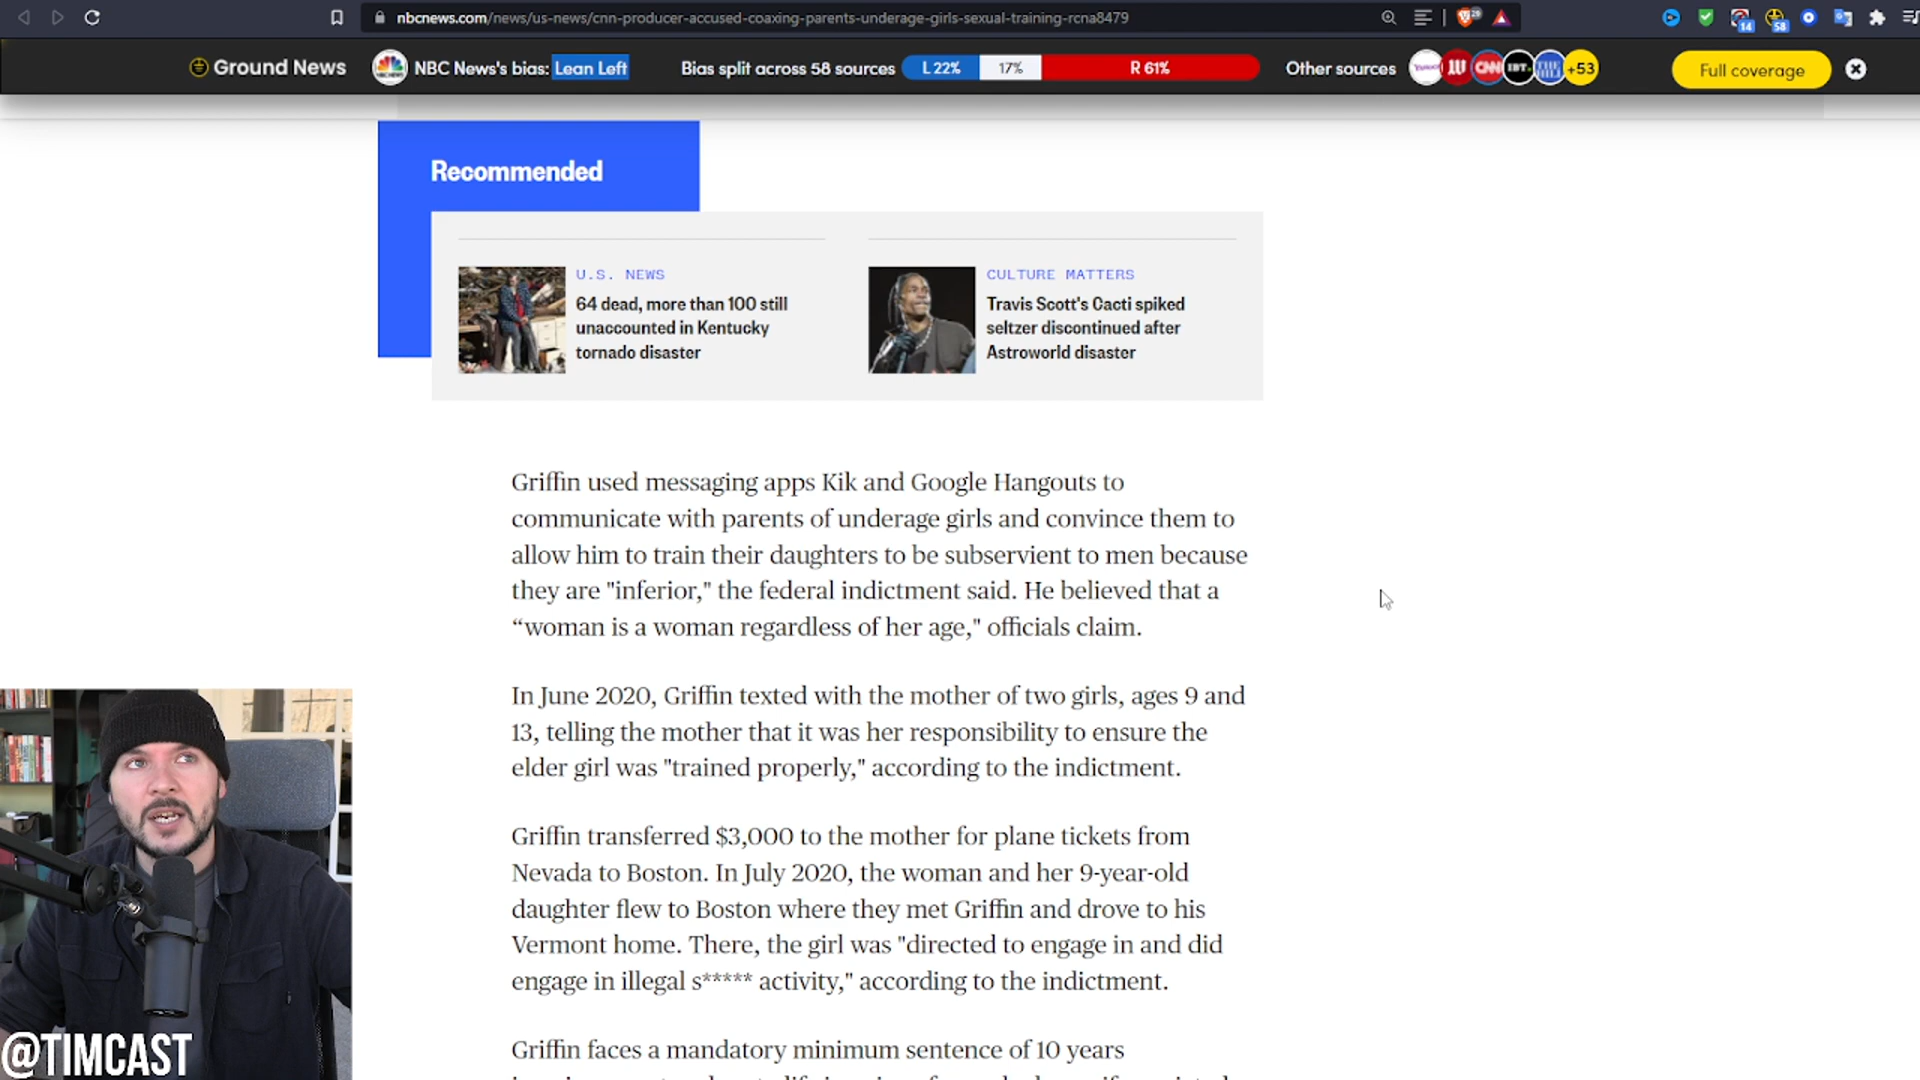 nbcnews.com/news/us-news/cnn-producer-accused-coaxing-parents-underage-girls-sexual-training-rcna8479
Ground News
NBC News's bias: Lean Left
Bias split across 58 sources
L 22%
17%
R 61%
Other sources
CNN
IBT.
+53
Full coverage
Recommended
U.S. NEWS
64 dead, more than 100 still
unaccounted in Kentucky
tornado disaster
CULTURE MATTERS
Travis Scott's Cacti spiked
seltzer discontinued after
Astroworld disaster
Griffin used messaging apps Kik and Google Hangouts to
communicate with parents of underage girls and convince them to
allow him to train their daughters to be subservient to men because
they are "inferior," the federal indictment said. He believed that a
“woman is a woman regardless of her age," officials claim.
In June 2020, Griffin texted with the mother of two girls, ages 9 and
13, telling the mother that it was her responsibility to ensure the
elder girl was "trained properly," according to the indictment.
Griffin transferred $3,000 to the mother for plane tickets from
Nevada to Boston. In July 2020, the woman and her 9-year-old
daughter flew to Boston where they met Griffin and drove to his
Vermont home. There, the girl was "directed to engage in and did
engage in illegal s***** activity," according to the indictment.
Griffin faces a mandatory minimum sentence of 10 years
@TIMCAST